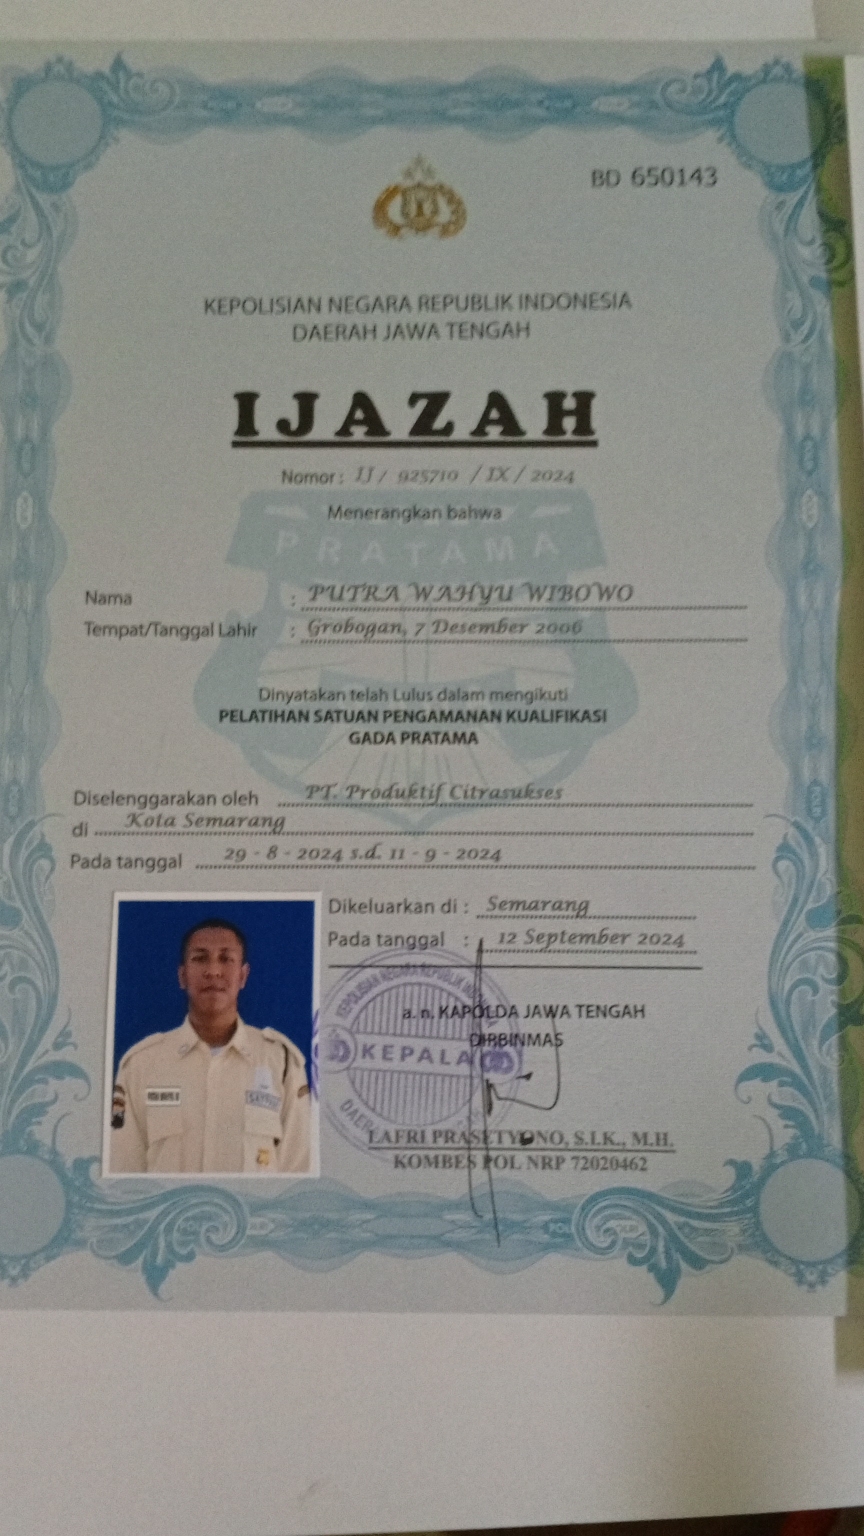 BD 650143
KEPOLISIAN NEGARA REPUBLIK INDONESIA
DAERAH JAWA TENGAH
IJAZAH
Nomor : IJ / 925710 / IX / 2024
Menerangkan bahwa
PRATAMA
Nama : PUTRA WAHYU WIBOWO
Tempat/Tanggal Lahir : Grobogan, 7 Desember 2006
Dinyatakan telah Lulus dalam mengikuti
PELATIHAN SATUAN PENGAMANAN KUALIFIKASI
GADA PRATAMA
Diselenggarakan oleh PT. Produktif Citrasukses
di Kota Semarang
Pada tanggal 29 - 8 - 2024 s.d. 11 - 9 - 2024
Dikeluarkan di : Semarang
Pada tanggal : 12 September 2024
a. n. KAPOLDA JAWA TENGAH
DIRBINMAS
KEPOLISIAN NEGARA REPUBLIK
KEPALA
LAFRI PRASETYONO, S.I.K., M.H.
KOMBES POL NRP 72020462